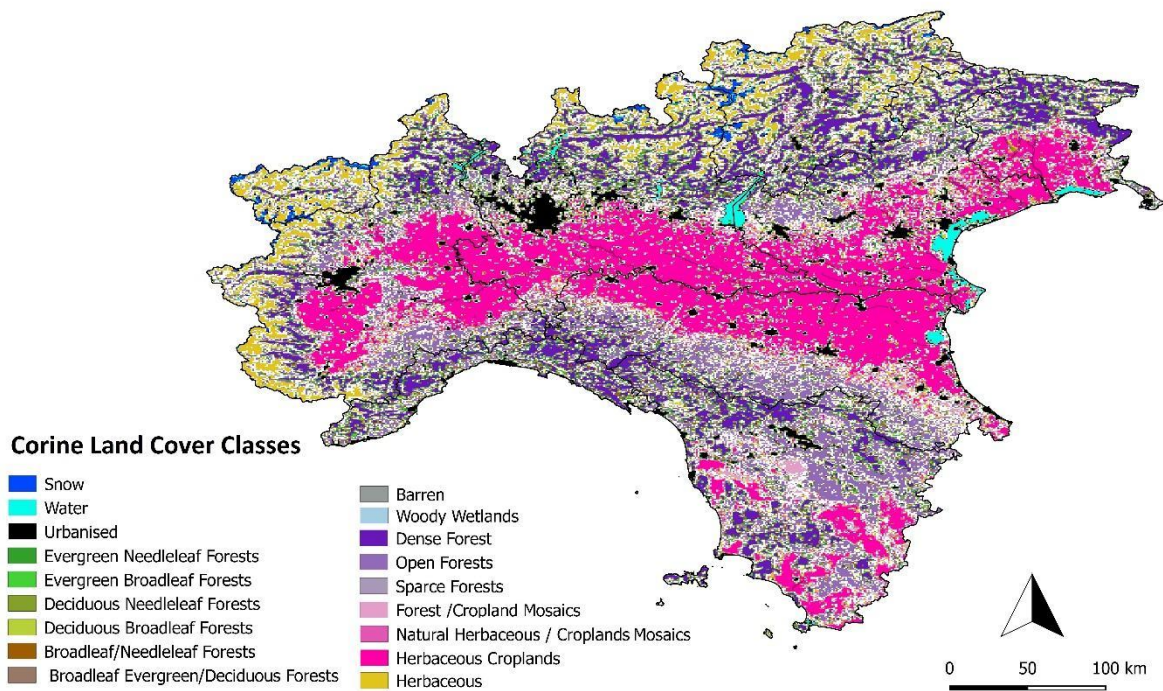 Corine Land Cover Classes
Snow
Water
Urbanised
Evergreen Needleleaf Forests
Evergreen Broadleaf Forests
Deciduous Needleleaf Forests
Deciduous Broadleaf Forests
Broadleaf/Needleleaf Forests
Broadleaf Evergreen/Deciduous Forests
Barren
Woody Wetlands
Dense Forest
Open Forests
Sparce Forests
Forest /Cropland Mosaics
Natural Herbaceous / Croplands Mosaics
Herbaceous Croplands
Herbaceous
0 50 100 km